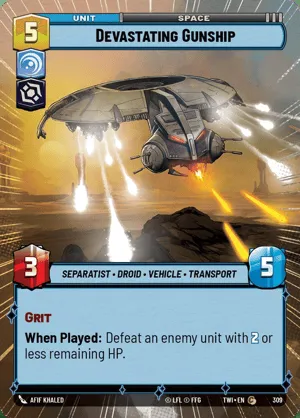 UNIT SPACE
5 DEVASTATING GUNSHIP
3 SEPARATIST • DROID • VEHICLE • TRANSPORT 5
GRIT
When Played: Defeat an enemy unit with 2 or
less remaining HP.
AFIF KHALED © LFL © FFG TWI • EN C 309